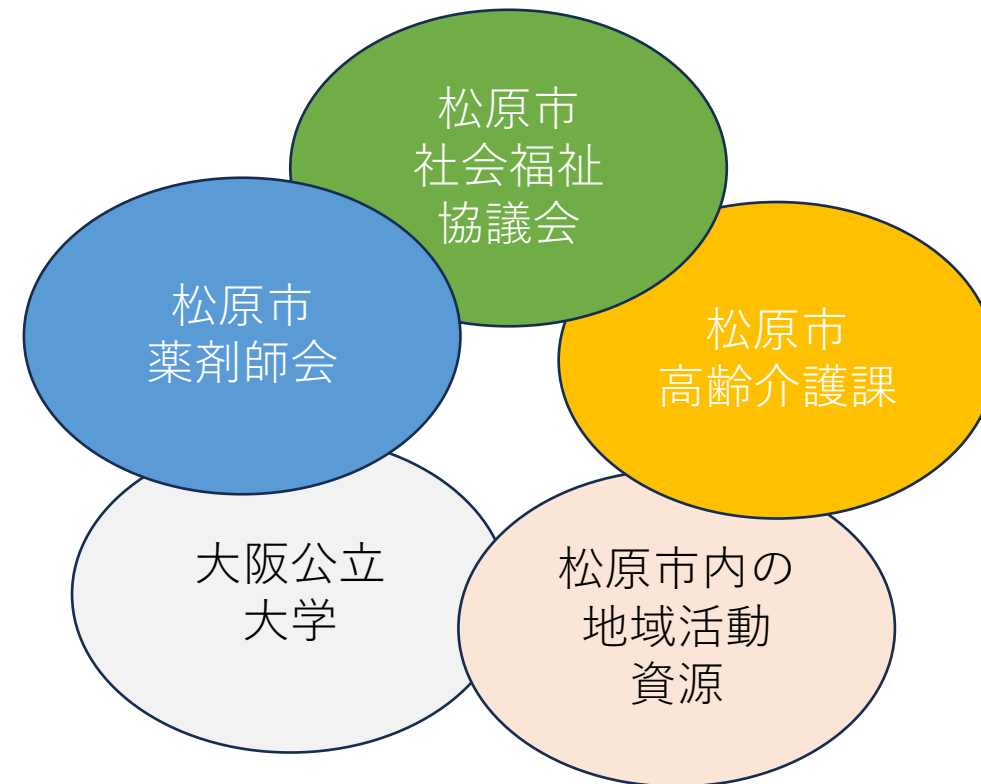 松原市
社会福祉
協議会
松原市
薬剤師会
松原市
高齢介護課
大阪公立
大学
松原市内の
地域活動
資源